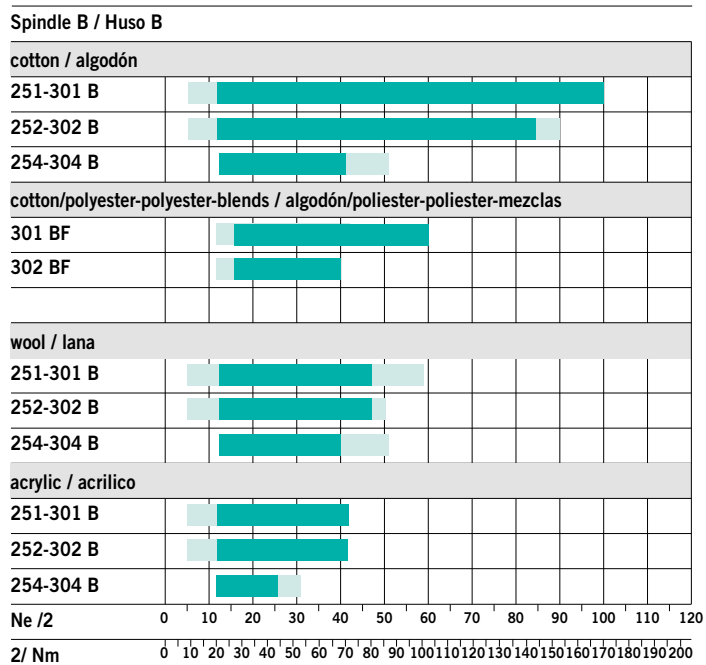 Spindle B / Huso B
cotton / algodón
251-301 B
252-302 B
254-304 B
cotton/polyester-polyester-blends / algodón/poliester-poliester-mezclas
301 BF
302 BF
wool / lana
251-301 B
252-302 B
254-304 B
acrylic / acrilico
251-301 B
252-302 B
254-304 B
Ne /2 0 10 20 30 40 50 60 70 80 90 100 110 120
2/ Nm 0 10 20 30 40 50 60 70 80 90 100 110 120 130 140 150 160 170 180 190 200